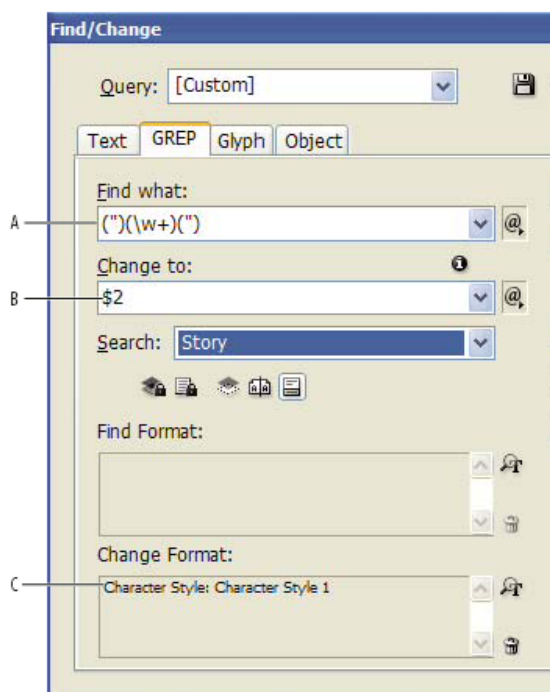 Find/Change
Query: [Custom]
Text GREP Glyph Object
Find what:
A (")(\w+)(")
Change to:
B $2
Search: Story
Find Format:
Change Format:
C Character Style: Character Style 1